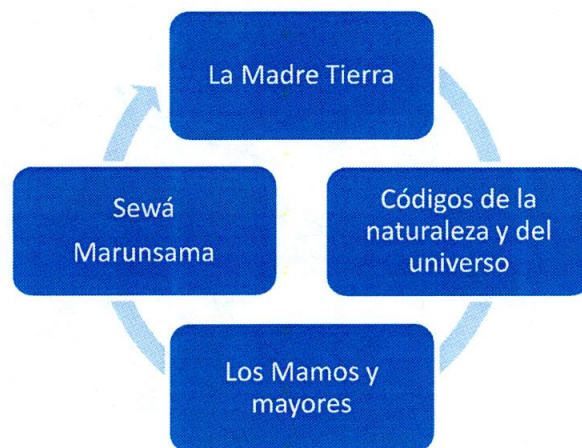 La Madre Tierra
Códigos de la
naturaleza y del
universo
Los Mamos y
mayores
Sewá
Marunsama